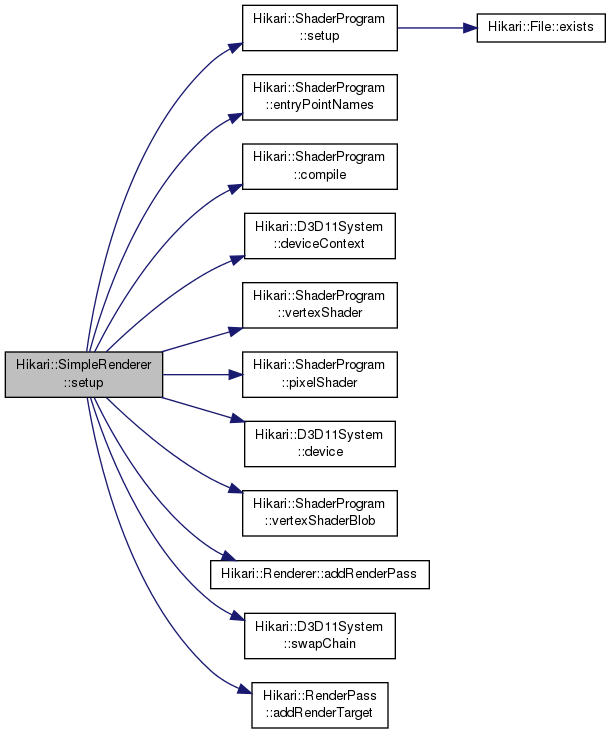 Hikari::ShaderProgram
::setup
Hikari::File::exists
Hikari::ShaderProgram
::entryPointNames
Hikari::ShaderProgram
::compile
Hikari::D3D11System
::deviceContext
Hikari::ShaderProgram
::vertexShader
Hikari::SimpleRenderer
::setup
Hikari::ShaderProgram
::pixelShader
Hikari::D3D11System
::device
Hikari::ShaderProgram
::vertexShaderBlob
Hikari::Renderer::addRenderPass
Hikari::D3D11System
::swapChain
Hikari::RenderPass
::addRenderTarget